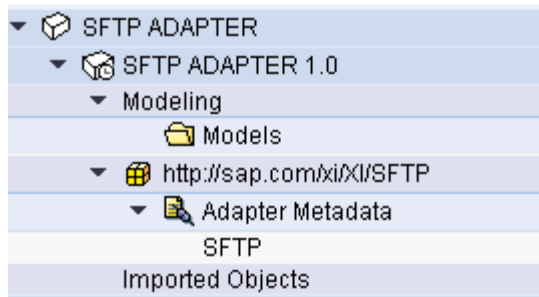 SFTP ADAPTER
SFTP ADAPTER 1.0
Modeling
Models
http://sap.com/xi/XI/SFTP
Adapter Metadata
SFTP
Imported Objects